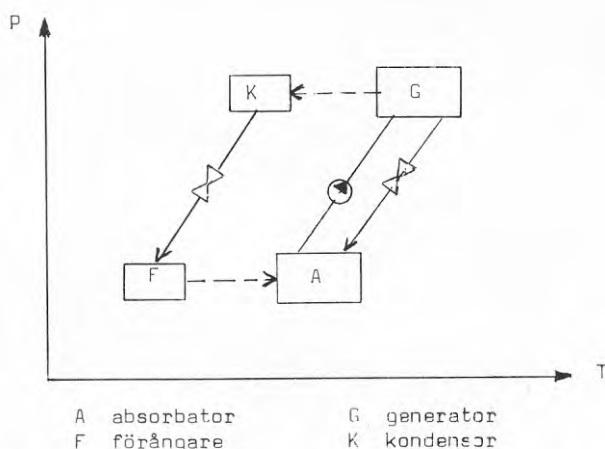 P
K
G
F
A
T
A absorbator G generator
F förångare K kondensor